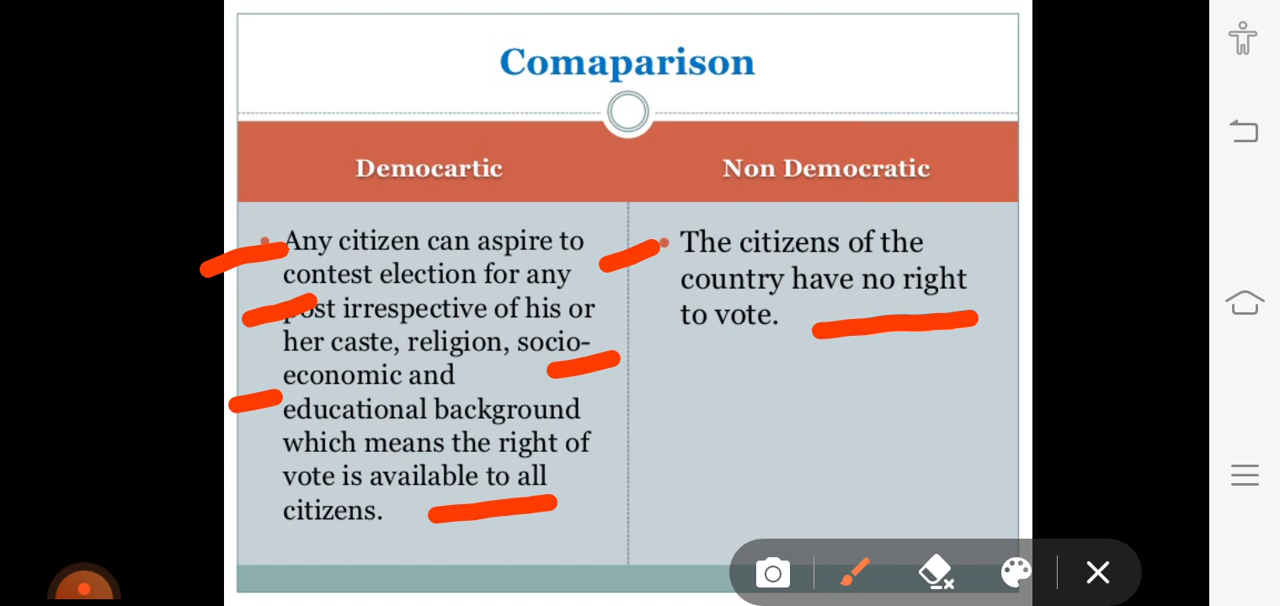 Comaparison
Democartic
Non Democratic
Any citizen can aspire to
contest election for any
post irrespective of his or
her caste, religion, socio-
economic and
educational background
which means the right of
vote is available to all
citizens.
The citizens of the
country have no right
to vote.